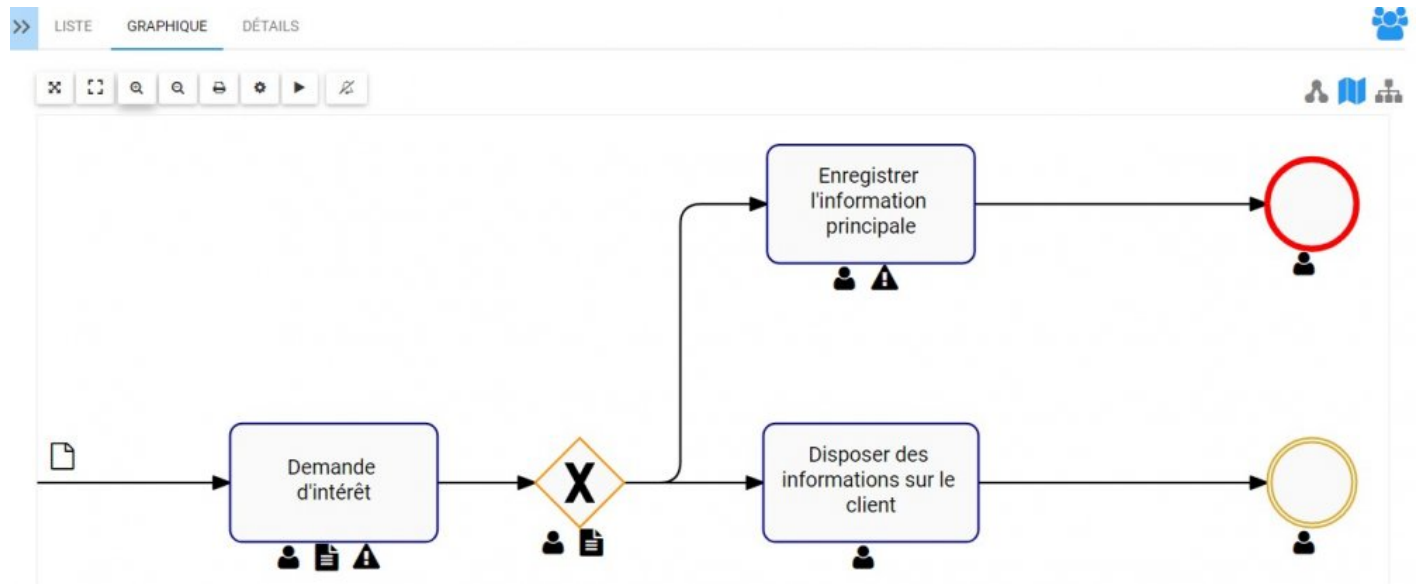 LISTE GRAPHIQUE DÉTAILS
Enregistrer
l'information
principale
Demande
d'intérêt
X
Disposer des
informations sur le
client